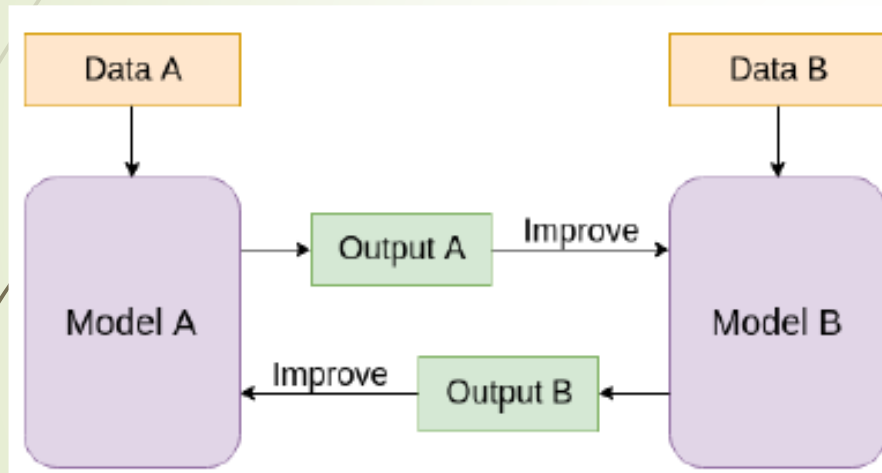 Data A
Data B
Output A
Improve
Model A
Model B
Improve
Output B